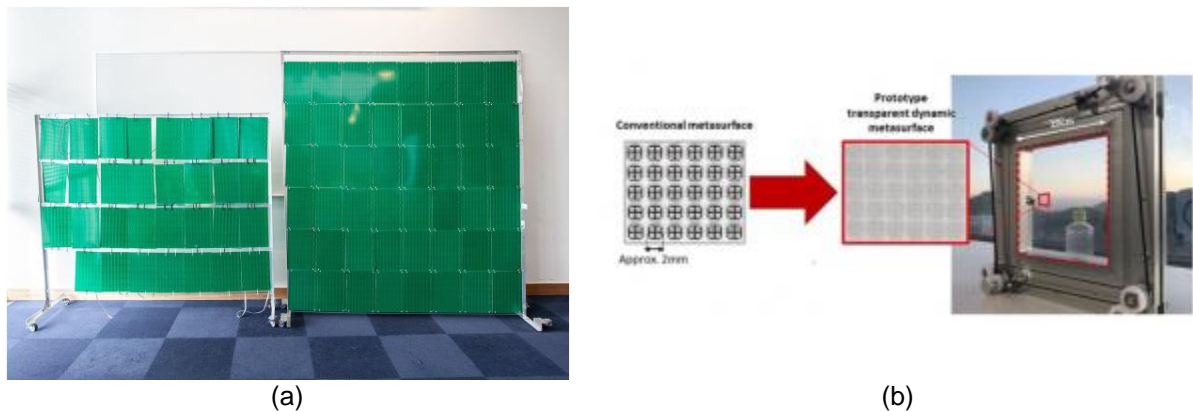 Prototype
transparent dynamic
metasurface
Conventional metasurface
Approx. 2mm
(a)
(b)